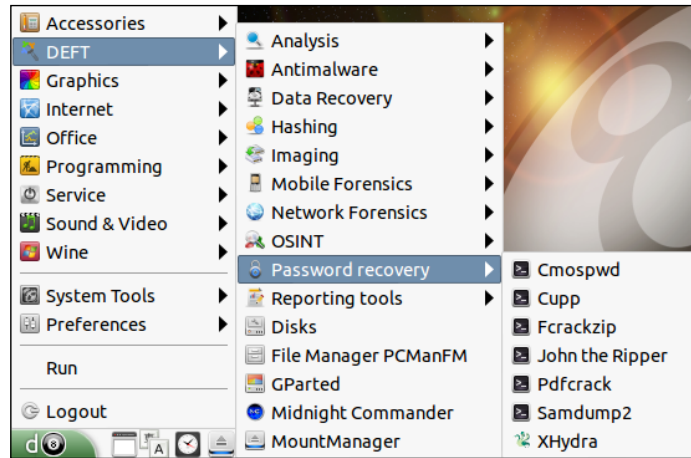 Accessories
DEFT
Graphics
Internet
Office
Programming
Service
Sound & Video
Wine
System Tools
Preferences
Run
Logout
Analysis
Antimalware
Data Recovery
Hashing
Imaging
Mobile Forensics
Network Forensics
OSINT
Password recovery
Reporting tools
Disks
File Manager PCManFM
GParted
Midnight Commander
MountManager
Cmospwd
Cupp
Fcrackzip
John the Ripper
Pdfcrack
Samdump2
XHydra
d8
A